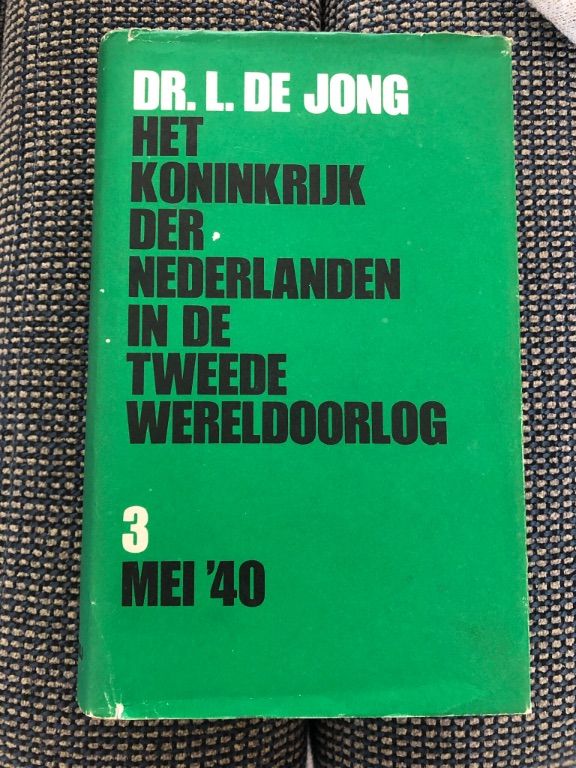 DR. L. DE JONG
HET
KONINKRIJK
DER
NEDERLANDEN
IN DE
TWEEDE
WERELDOORLOG
3
MEI '40